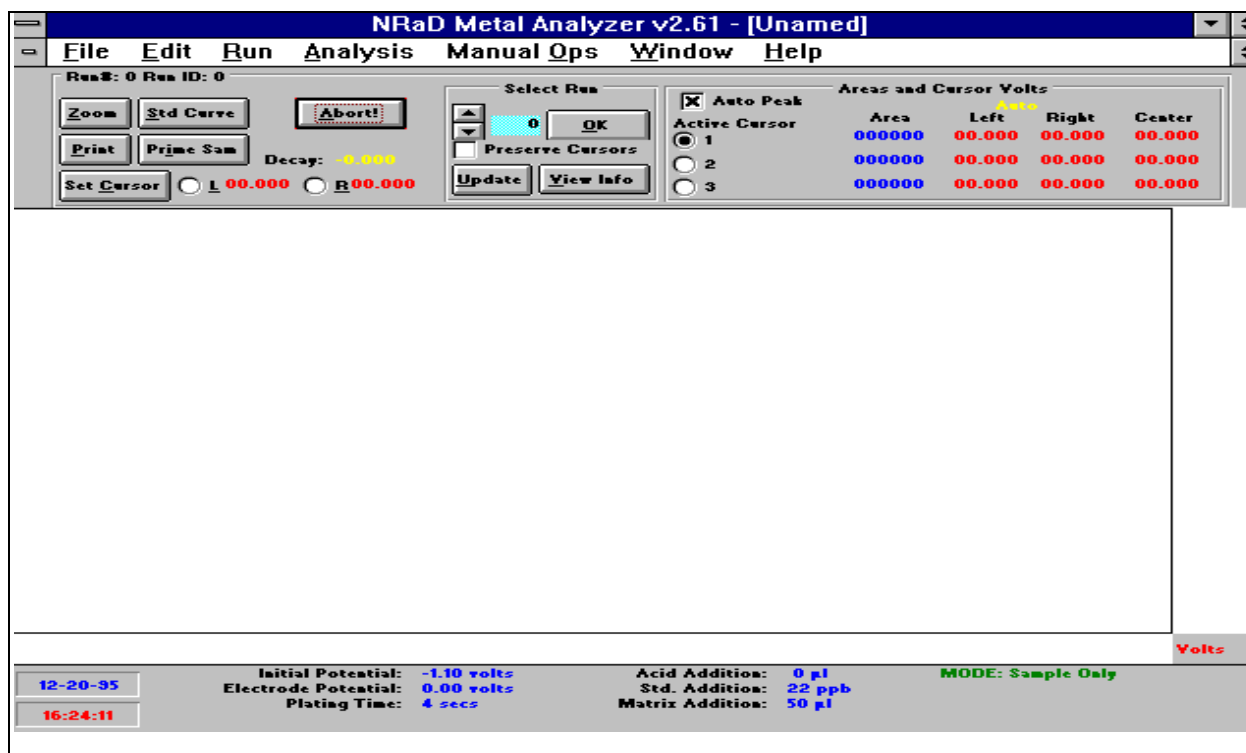 NRaD Metal Analyzer v2.61 - [Unamed]
File Edit Run Analysis Manual Ops Window Help
Run#: 0 Run ID: 0
Zoom Std Curve Abort!
Print Prime Sam Decay: -0.000
Set Cursor L 00.000 R 00.000
Select Run
0 OK
Preserve Cursors
Update View Info
Areas and Cursor Volts
Auto Peak Auto
Active Cursor Area Left Right Center
1 000000 00.000 00.000 00.000
2 000000 00.000 00.000 00.000
3 000000 00.000 00.000 00.000
Volts
12-20-95
16:24:11
Initial Potential: -1.10 volts
Electrode Potential: 0.00 volts
Plating Time: 4 secs
Acid Addition: 0 µl
Std. Addition: 22 ppb
Matrix Addition: 50 µl
MODE: Sample Only